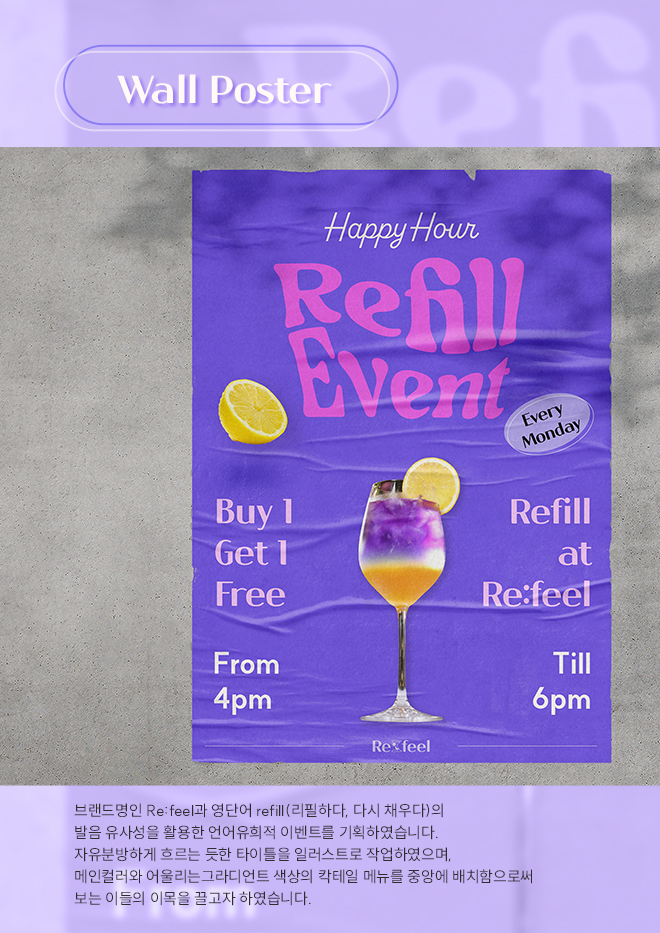 Wall Poster
Refil
Happy Hour
Refill
Event
Every
Monday
Buy 1
Get 1
Free
Refill
at
Re:feel
From
4pm
Till
6pm
Re:feel
브랜드명인 Re:feel과 영단어 refill(리필하다, 다시 채우다)의
발음 유사성을 활용한 언어유희적 이벤트를 기획하였습니다.
자유분방하게 흐르는 듯한 타이틀을 일러스트로 작업하였으며,
메인컬러와 어울리는그라디언트 색상의 칵테일 메뉴를 중앙에 배치함으로써
보는 이들의 이목을 끌고자 하였습니다.
From